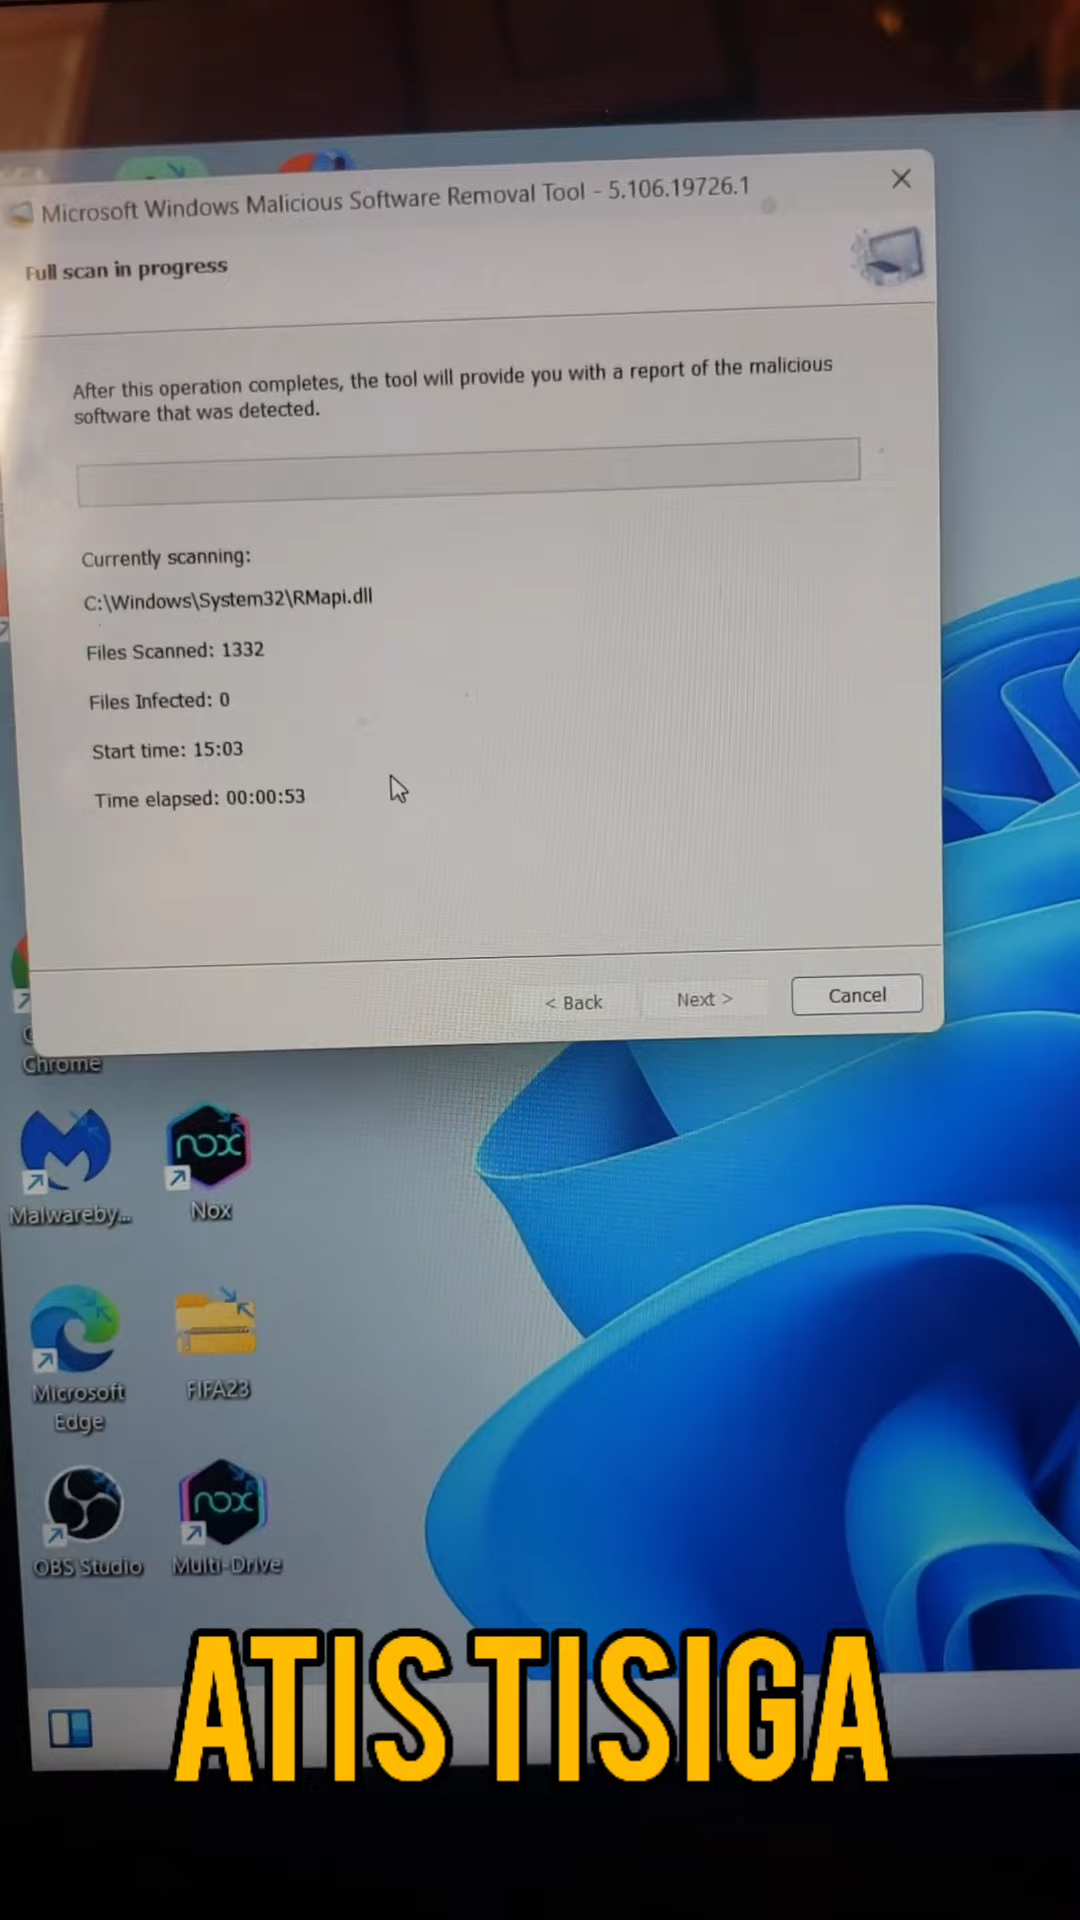 Microsoft Windows Malicious Software Removal Tool - 5.106.19726.1
Full scan in progress
After this operation completes, the tool will provide you with a report of the malicious
software that was detected.
Currently scanning:
C:\Windows\System32\RMapi.dll
Files Scanned: 1332
Files Infected: 0
Start time: 15:03
Time elapsed: 00:00:53
< Back
Next >
Cancel
Chrome
nox
Malwareby...
Nox
Microsoft
Edge
FIFA23
nox
OBS Studio
Multi-Drive
ATIS TISIGA